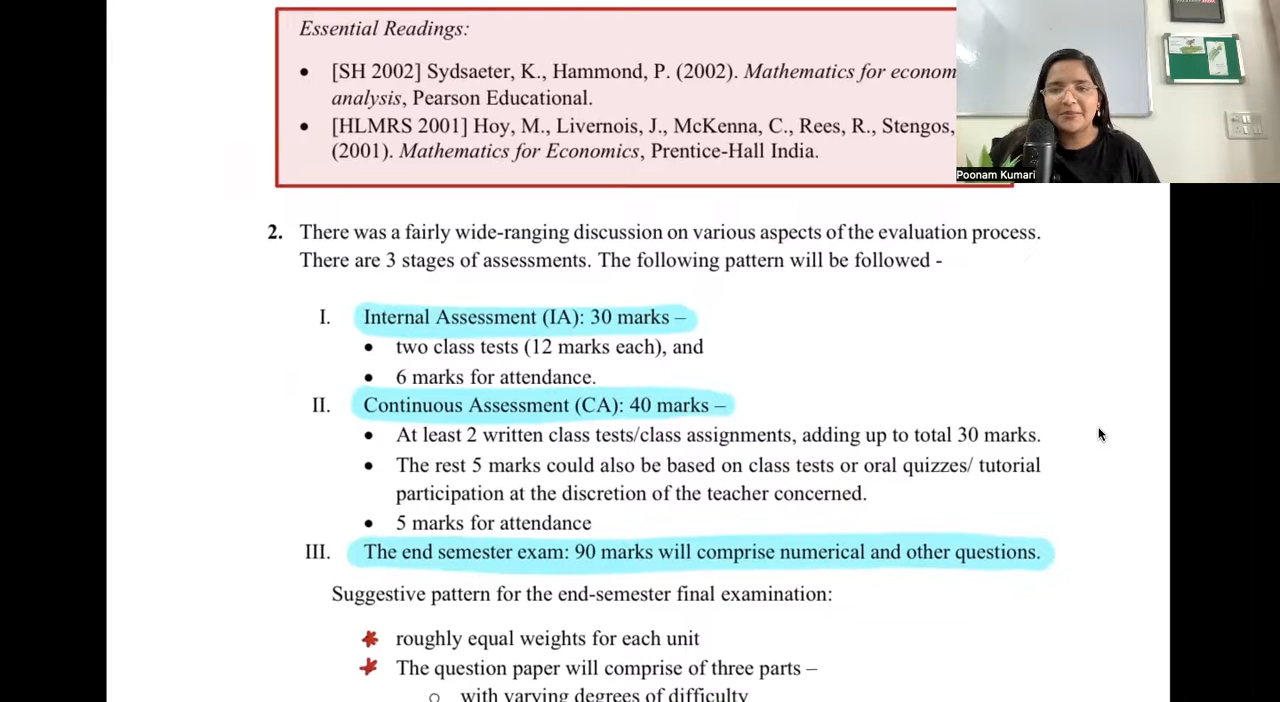 Essential Readings:
• [SH 2002] Sydsaeter, K., Hammond, P. (2002). Mathematics for econom
analysis, Pearson Educational.
• [HLMRS 2001] Hoy, M., Livernois, J., McKenna, C., Rees, R., Stengos,
(2001). Mathematics for Economics, Prentice-Hall India.
Poonam Kumari
2. There was a fairly wide-ranging discussion on various aspects of the evaluation process.
There are 3 stages of assessments. The following pattern will be followed -
I. Internal Assessment (IA): 30 marks –
• two class tests (12 marks each), and
• 6 marks for attendance.
II. Continuous Assessment (CA): 40 marks –
• At least 2 written class tests/class assignments, adding up to total 30 marks.
• The rest 5 marks could also be based on class tests or oral quizzes/ tutorial
participation at the discretion of the teacher concerned.
• 5 marks for attendance
III. The end semester exam: 90 marks will comprise numerical and other questions.
Suggestive pattern for the end-semester final examination:
* roughly equal weights for each unit
* The question paper will comprise of three parts –
o with varying degrees of difficulty